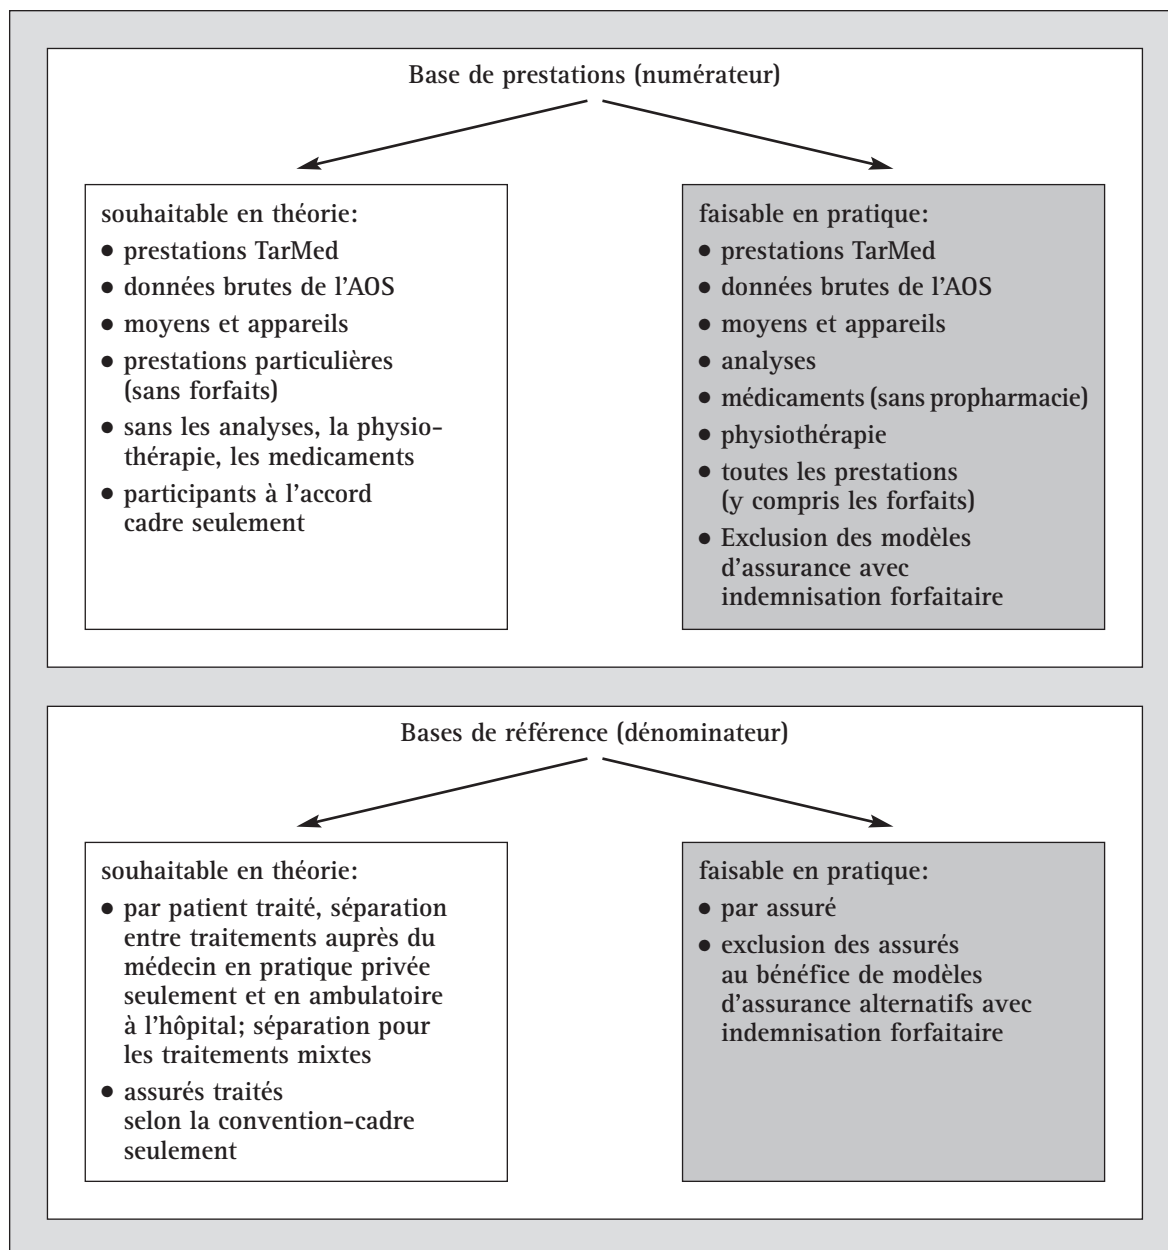 Base de prestations (numérateur)
souhaitable en théorie:
• prestations TarMed
• données brutes de l'AOS
• moyens et appareils
• prestations particulières
(sans forfaits)
• sans les analyses, la physio-
thérapie, les medicaments
• participants à l'accord
cadre seulement
faisable en pratique:
• prestations TarMed
• données brutes de l'AOS
• moyens et appareils
• analyses
• médicaments (sans propharmacie)
• physiothérapie
• toutes les prestations
(y compris les forfaits)
• Exclusion des modèles
d'assurance avec
indemnisation forfaitaire
Bases de référence (dénominateur)
souhaitable en théorie:
• par patient traité, séparation
entre traitements auprès du
médecin en pratique privée
seulement et en ambulatoire
à l'hôpital; séparation pour
les traitements mixtes
• assurés traités
selon la convention-cadre
seulement
faisable en pratique:
• par assuré
• exclusion des assurés
au bénéfice de modèles
d'assurance alternatifs avec
indemnisation forfaitaire